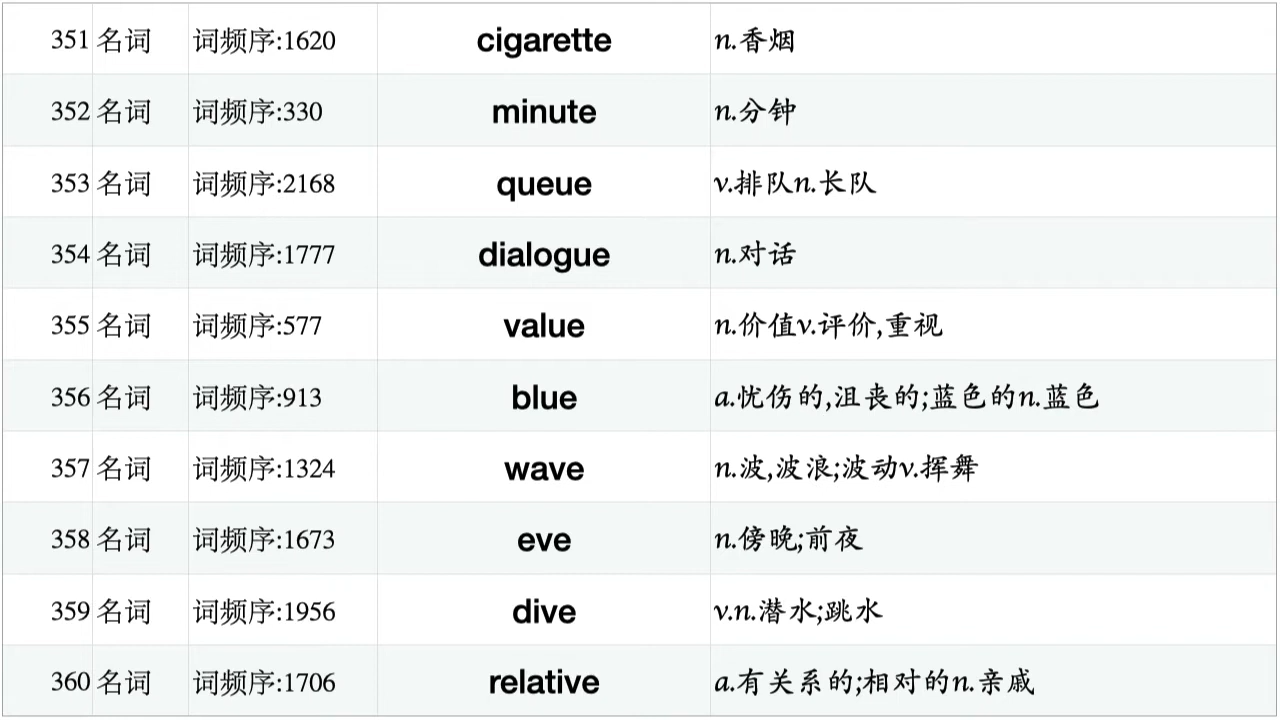 351 名词 词频序:1620 cigarette n.香烟
352 名词 词频序:330 minute n.分钟
353 名词 词频序:2168 queue v.排队n.长队
354 名词 词频序:1777 dialogue n.对话
355 名词 词频序:577 value n.价值v.评价,重视
356 名词 词频序:913 blue a.忧伤的,沮丧的;蓝色的n.蓝色
357 名词 词频序:1324 wave n.波,波浪;波动v.挥舞
358 名词 词频序:1673 eve n.傍晚;前夜
359 名词 词频序:1956 dive v.n.潜水;跳水
360 名词 词频序:1706 relative a.有关系的;相对的n.亲戚